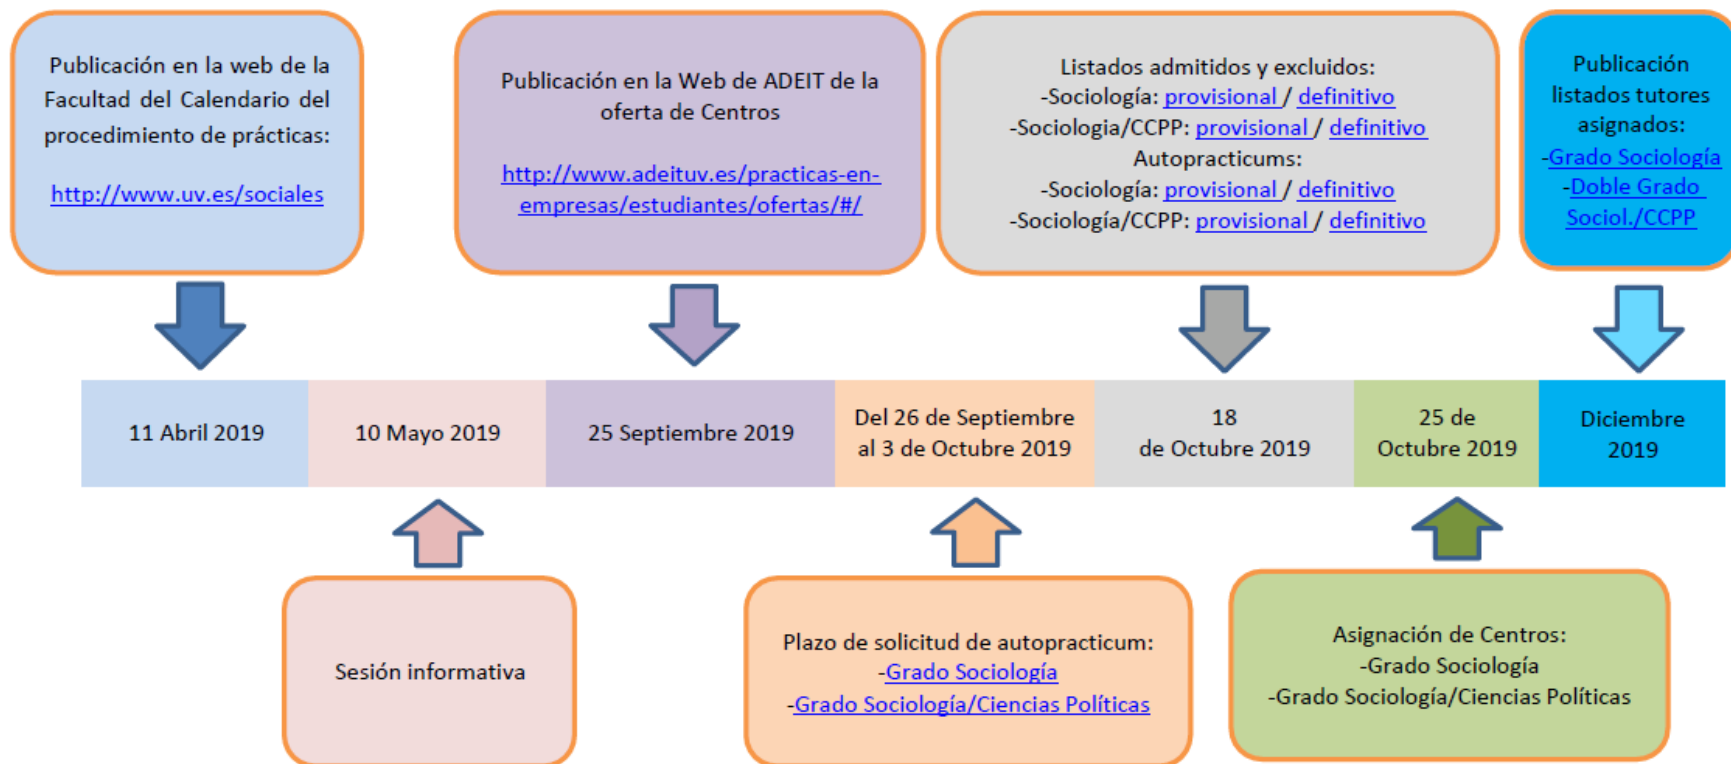 Publicación en la web de la
Facultad del Calendario del
procedimiento de prácticas:
http://www.uv.es/sociales
Publicación en la Web de ADEIT de la
oferta de Centros
http://www.adeituv.es/practicas-en-
empresas/estudiantes/ofertas/#/
Listados admitidos y excluidos:
-Sociología: provisional / definitivo
-Sociologia/CCPP: provisional / definitivo
Autopracticums:
-Sociología: provisional / definitivo
-Sociología/CCPP: provisional / definitivo
Publicación
listados tutores
asignados:
-Grado Sociología
-Doble Grado
Sociol./CCPP
11 Abril 2019
10 Mayo 2019
25 Septiembre 2019
Del 26 de Septiembre
al 3 de Octubre 2019
18
de Octubre 2019
25 de
Octubre 2019
Diciembre
2019
Sesión informativa
Plazo de solicitud de autopracticum:
-Grado Sociología
-Grado Sociología/Ciencias Políticas
Asignación de Centros:
-Grado Sociología
-Grado Sociología/Ciencias Políticas